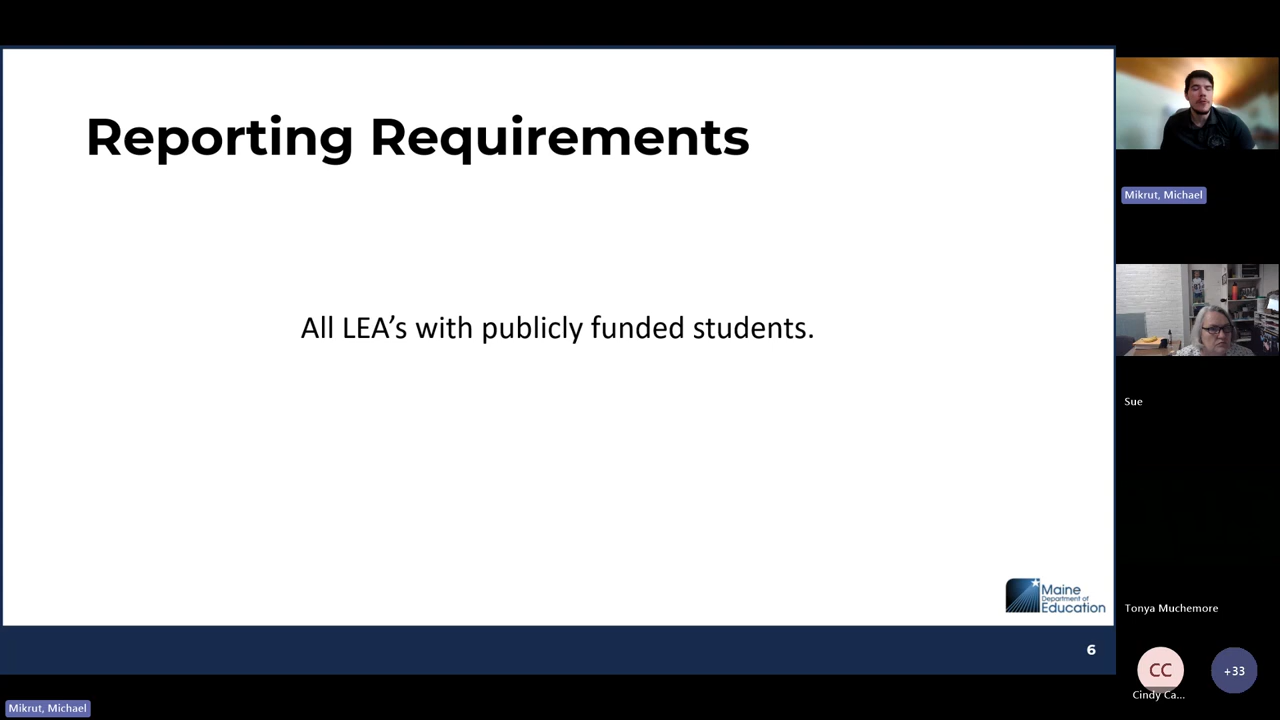 Reporting Requirements
All LEA’s with publicly funded students.
Maine
Department of
Education
6
Mikrut, Michael
Sue
Tonya Muchemore
CC
+33
Cindy Ca...
Mikrut, Michael